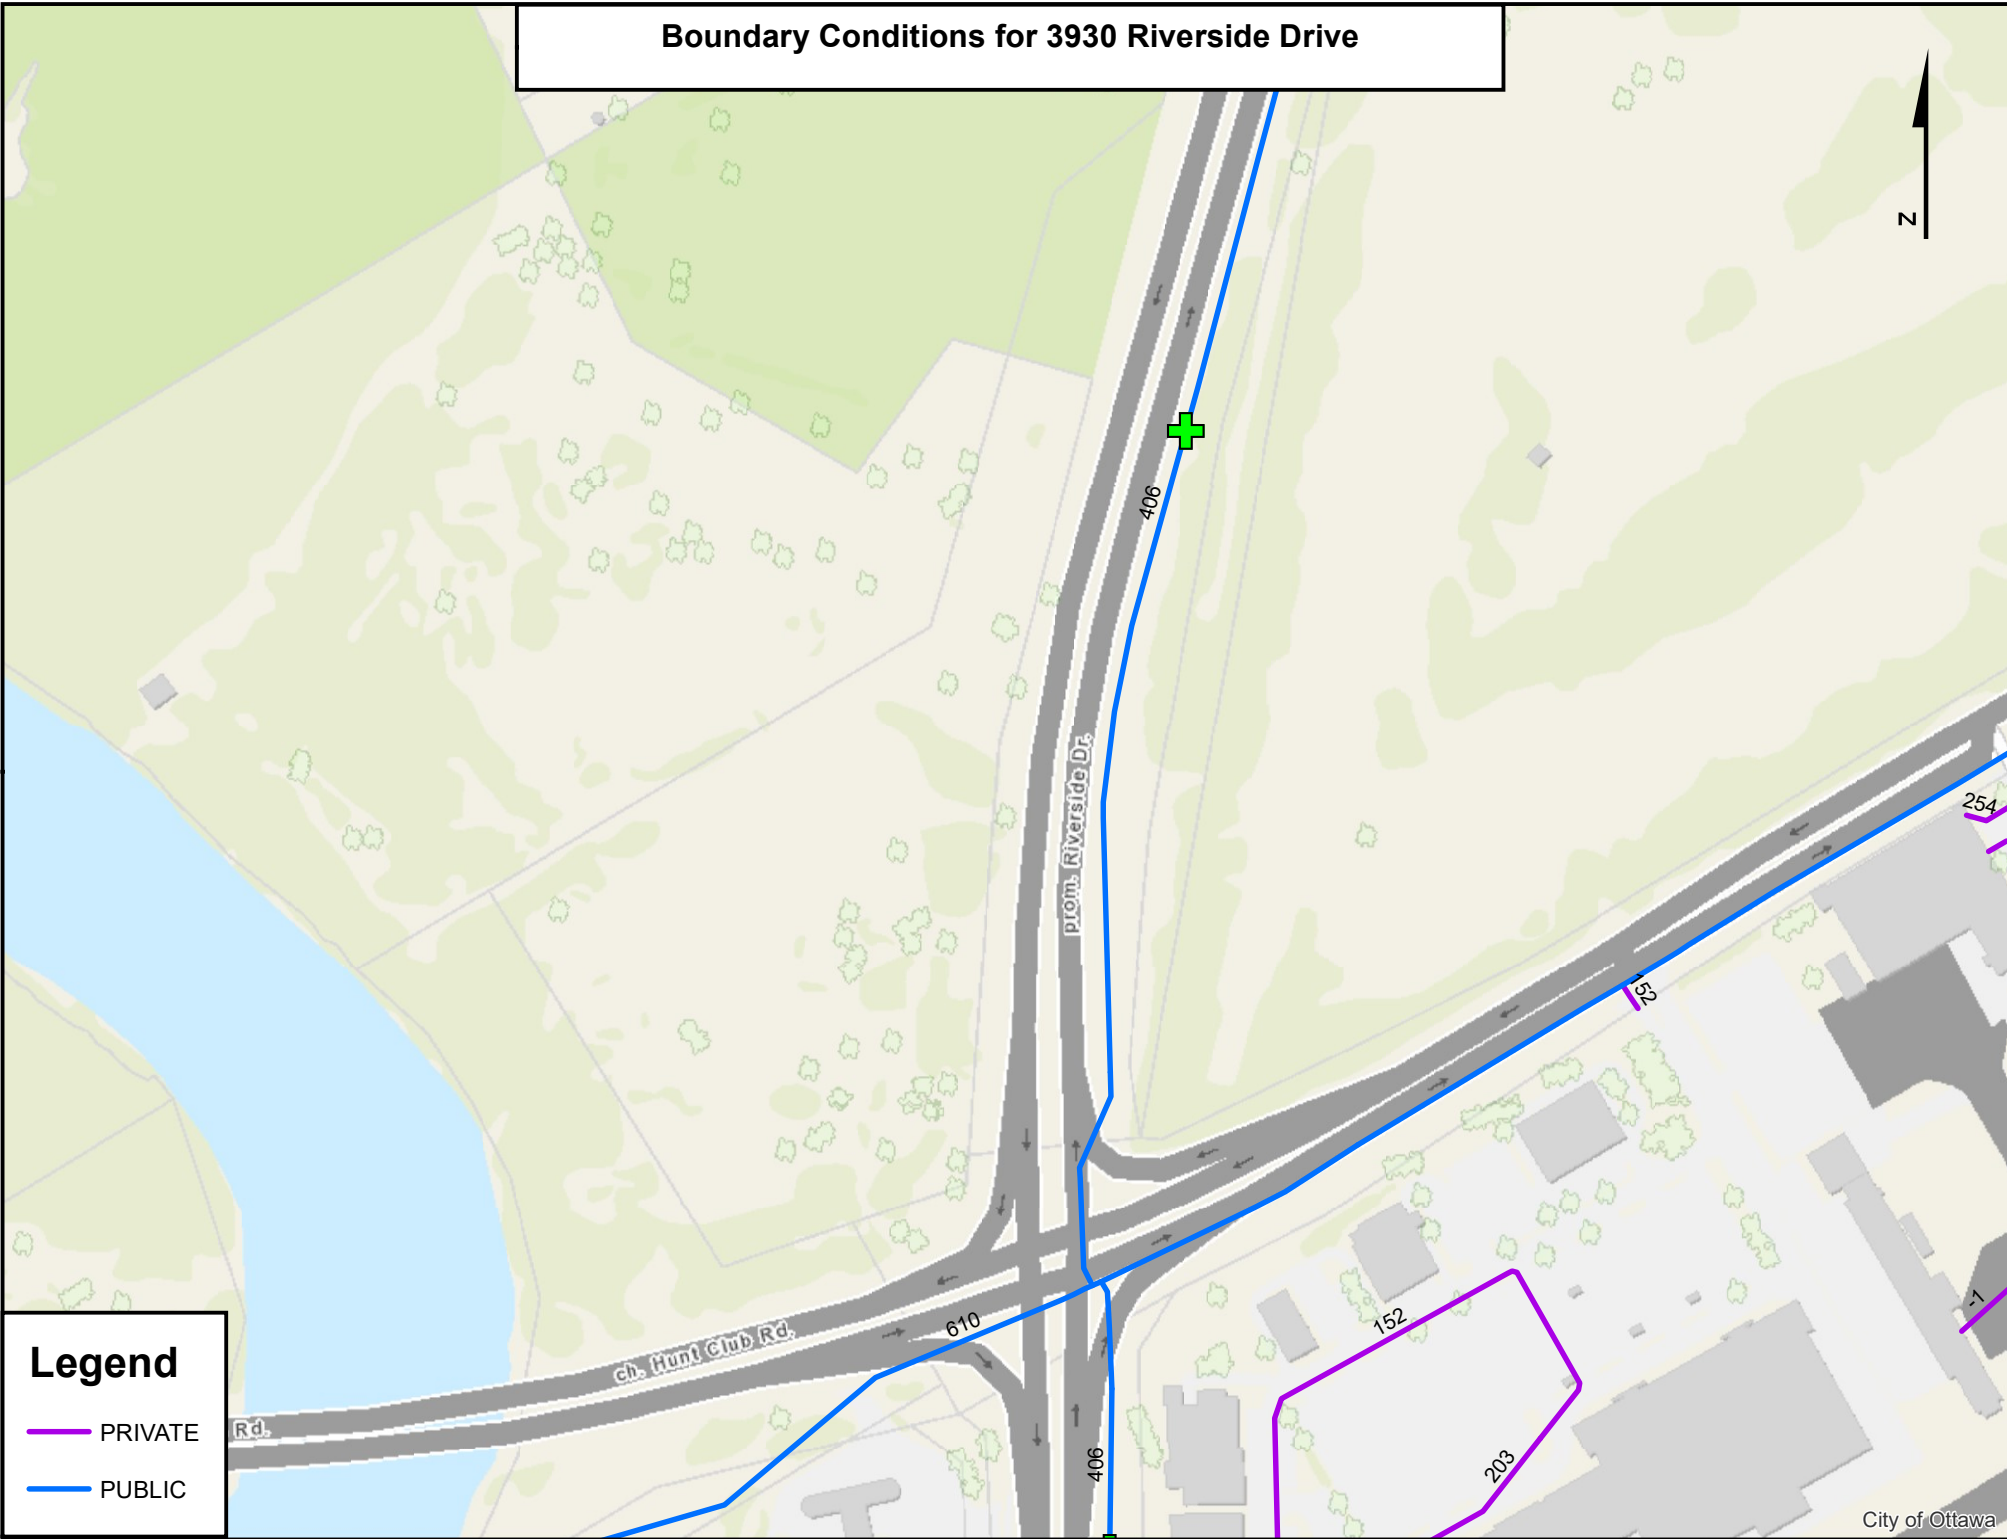 Boundary Conditions for 3930 Riverside Drive
N
406
prom. Riverside Dr.
254
152
610
ch. Hunt Club Rd.
152
-1
Legend
Rd.
PRIVATE
406
203
PUBLIC
City of Ottawa